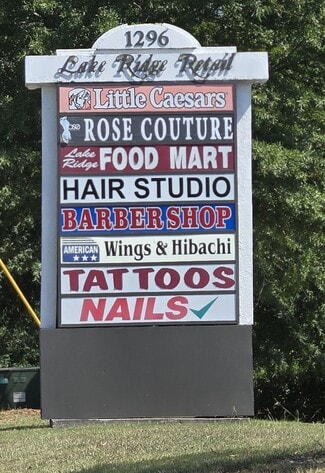 1296
Lake Ridge Retail
Little Caesars
ROSE COUTURE
Lake
Ridge FOOD MART
HAIR STUDIO
BARBER SHOP
AMERICAN Wings & Hibachi
TATTOOS
NAILS